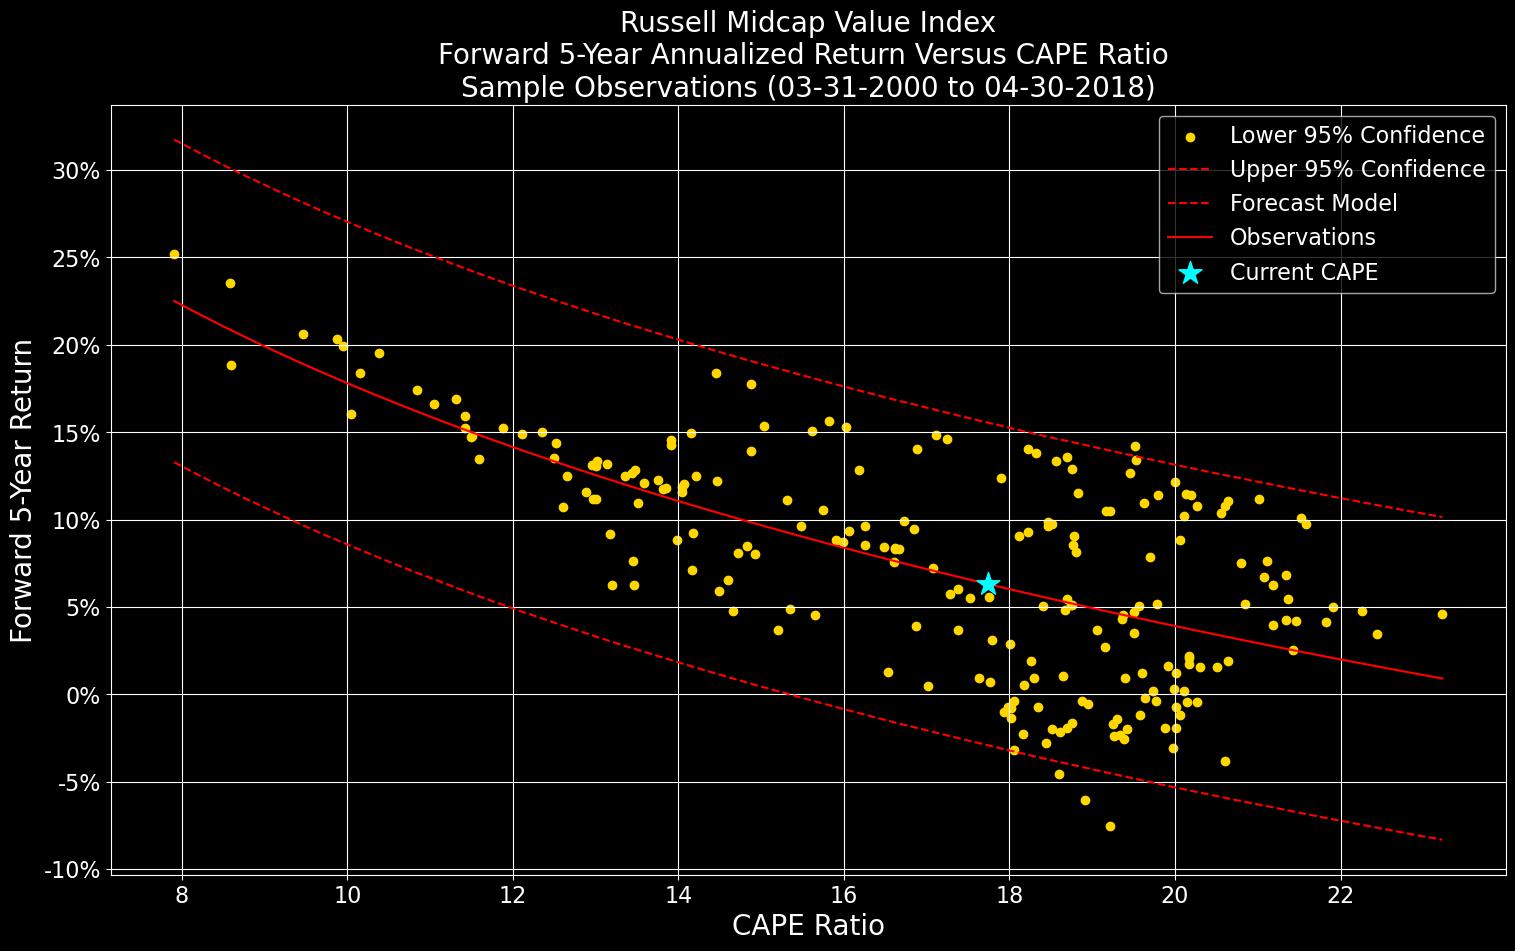 Russell Midcap Value Index
Forward 5-Year Annualized Return Versus CAPE Ratio
Sample Observations (03-31-2000 to 04-30-2018)
Lower 95% Confidence
Upper 95% Confidence
Forecast Model
Observations
Current CAPE
Forward 5-Year Return
30%
25%
20%
15%
10%
5%
0%
-5%
-10%
8 10 12 14 16 18 20 22
CAPE Ratio